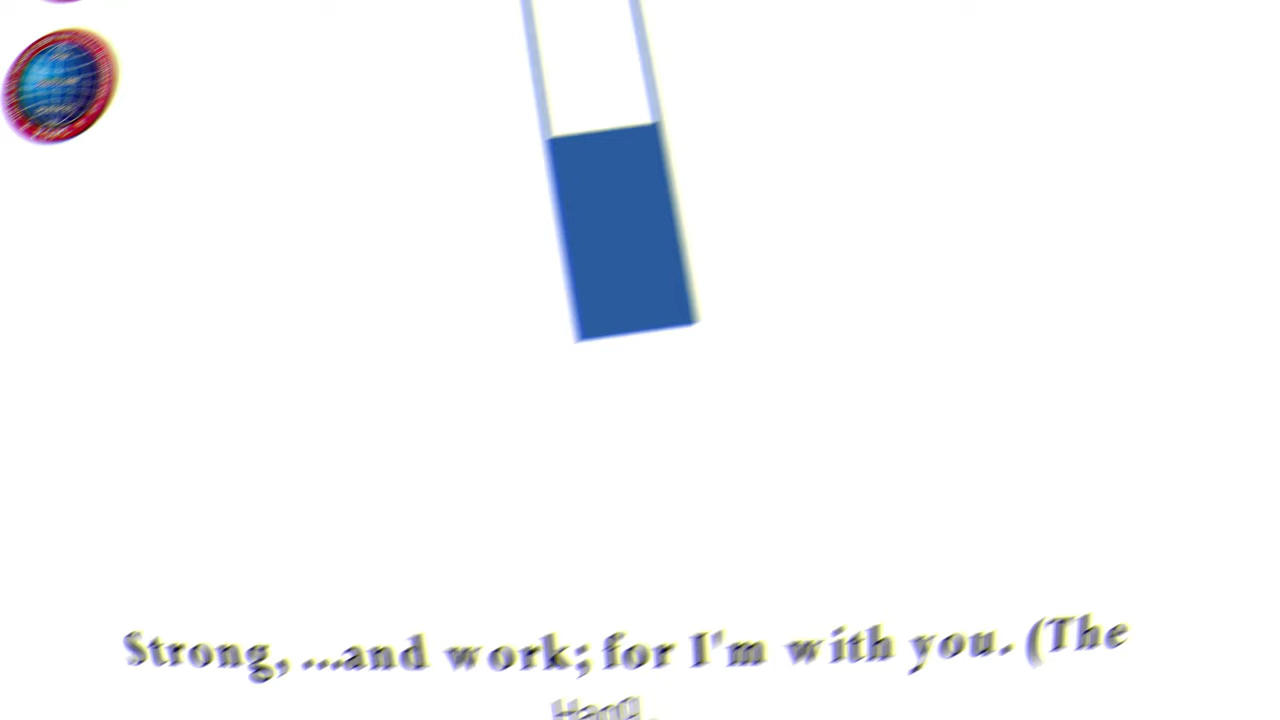 Strong, ...and work; for I'm with you. (The